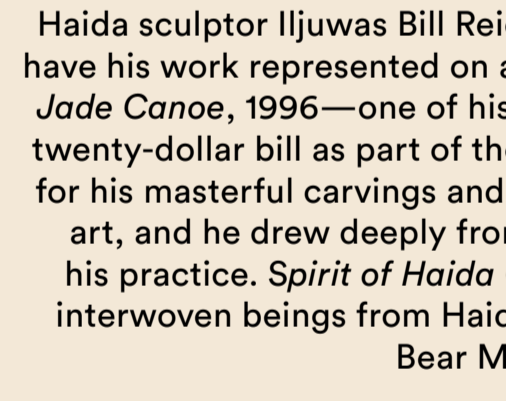 Haida sculptor Iljuwas Bill Rei
have his work represented on a
Jade Canoe, 1996—one of his
twenty-dollar bill as part of th
for his masterful carvings and
art, and he drew deeply fro
his practice. Spirit of Haida
interwoven beings from Haid
Bear M